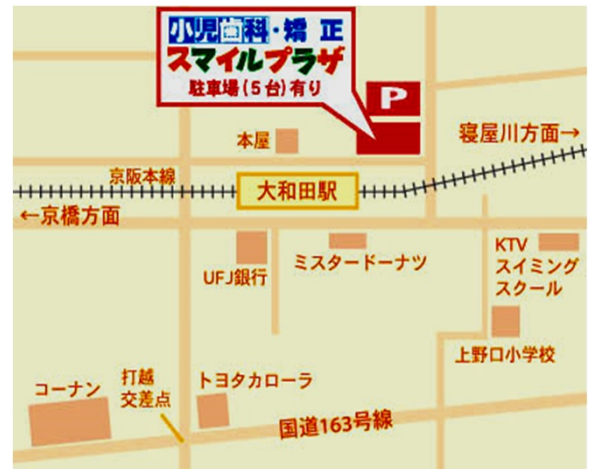 小児歯科・矯正
スマイルプラザ
駐車場(5台)有り
P
本屋
寝屋川方面→
京阪本線
大和田駅
←京橋方面
UFJ銀行
ミスタードーナツ
KTV
スイミング
スクール
上野口小学校
コーナン
打越
交差点
トヨタカローラ
国道163号線